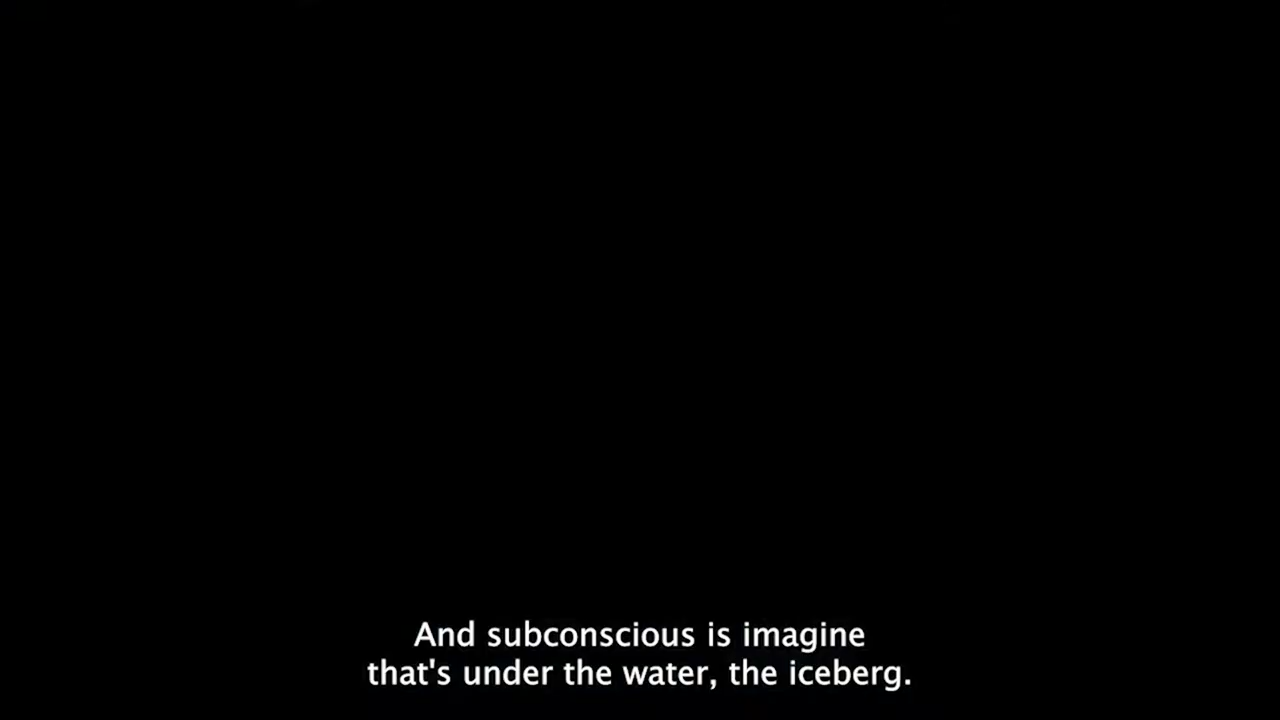 And subconscious is imagine
that's under the water, the iceberg.